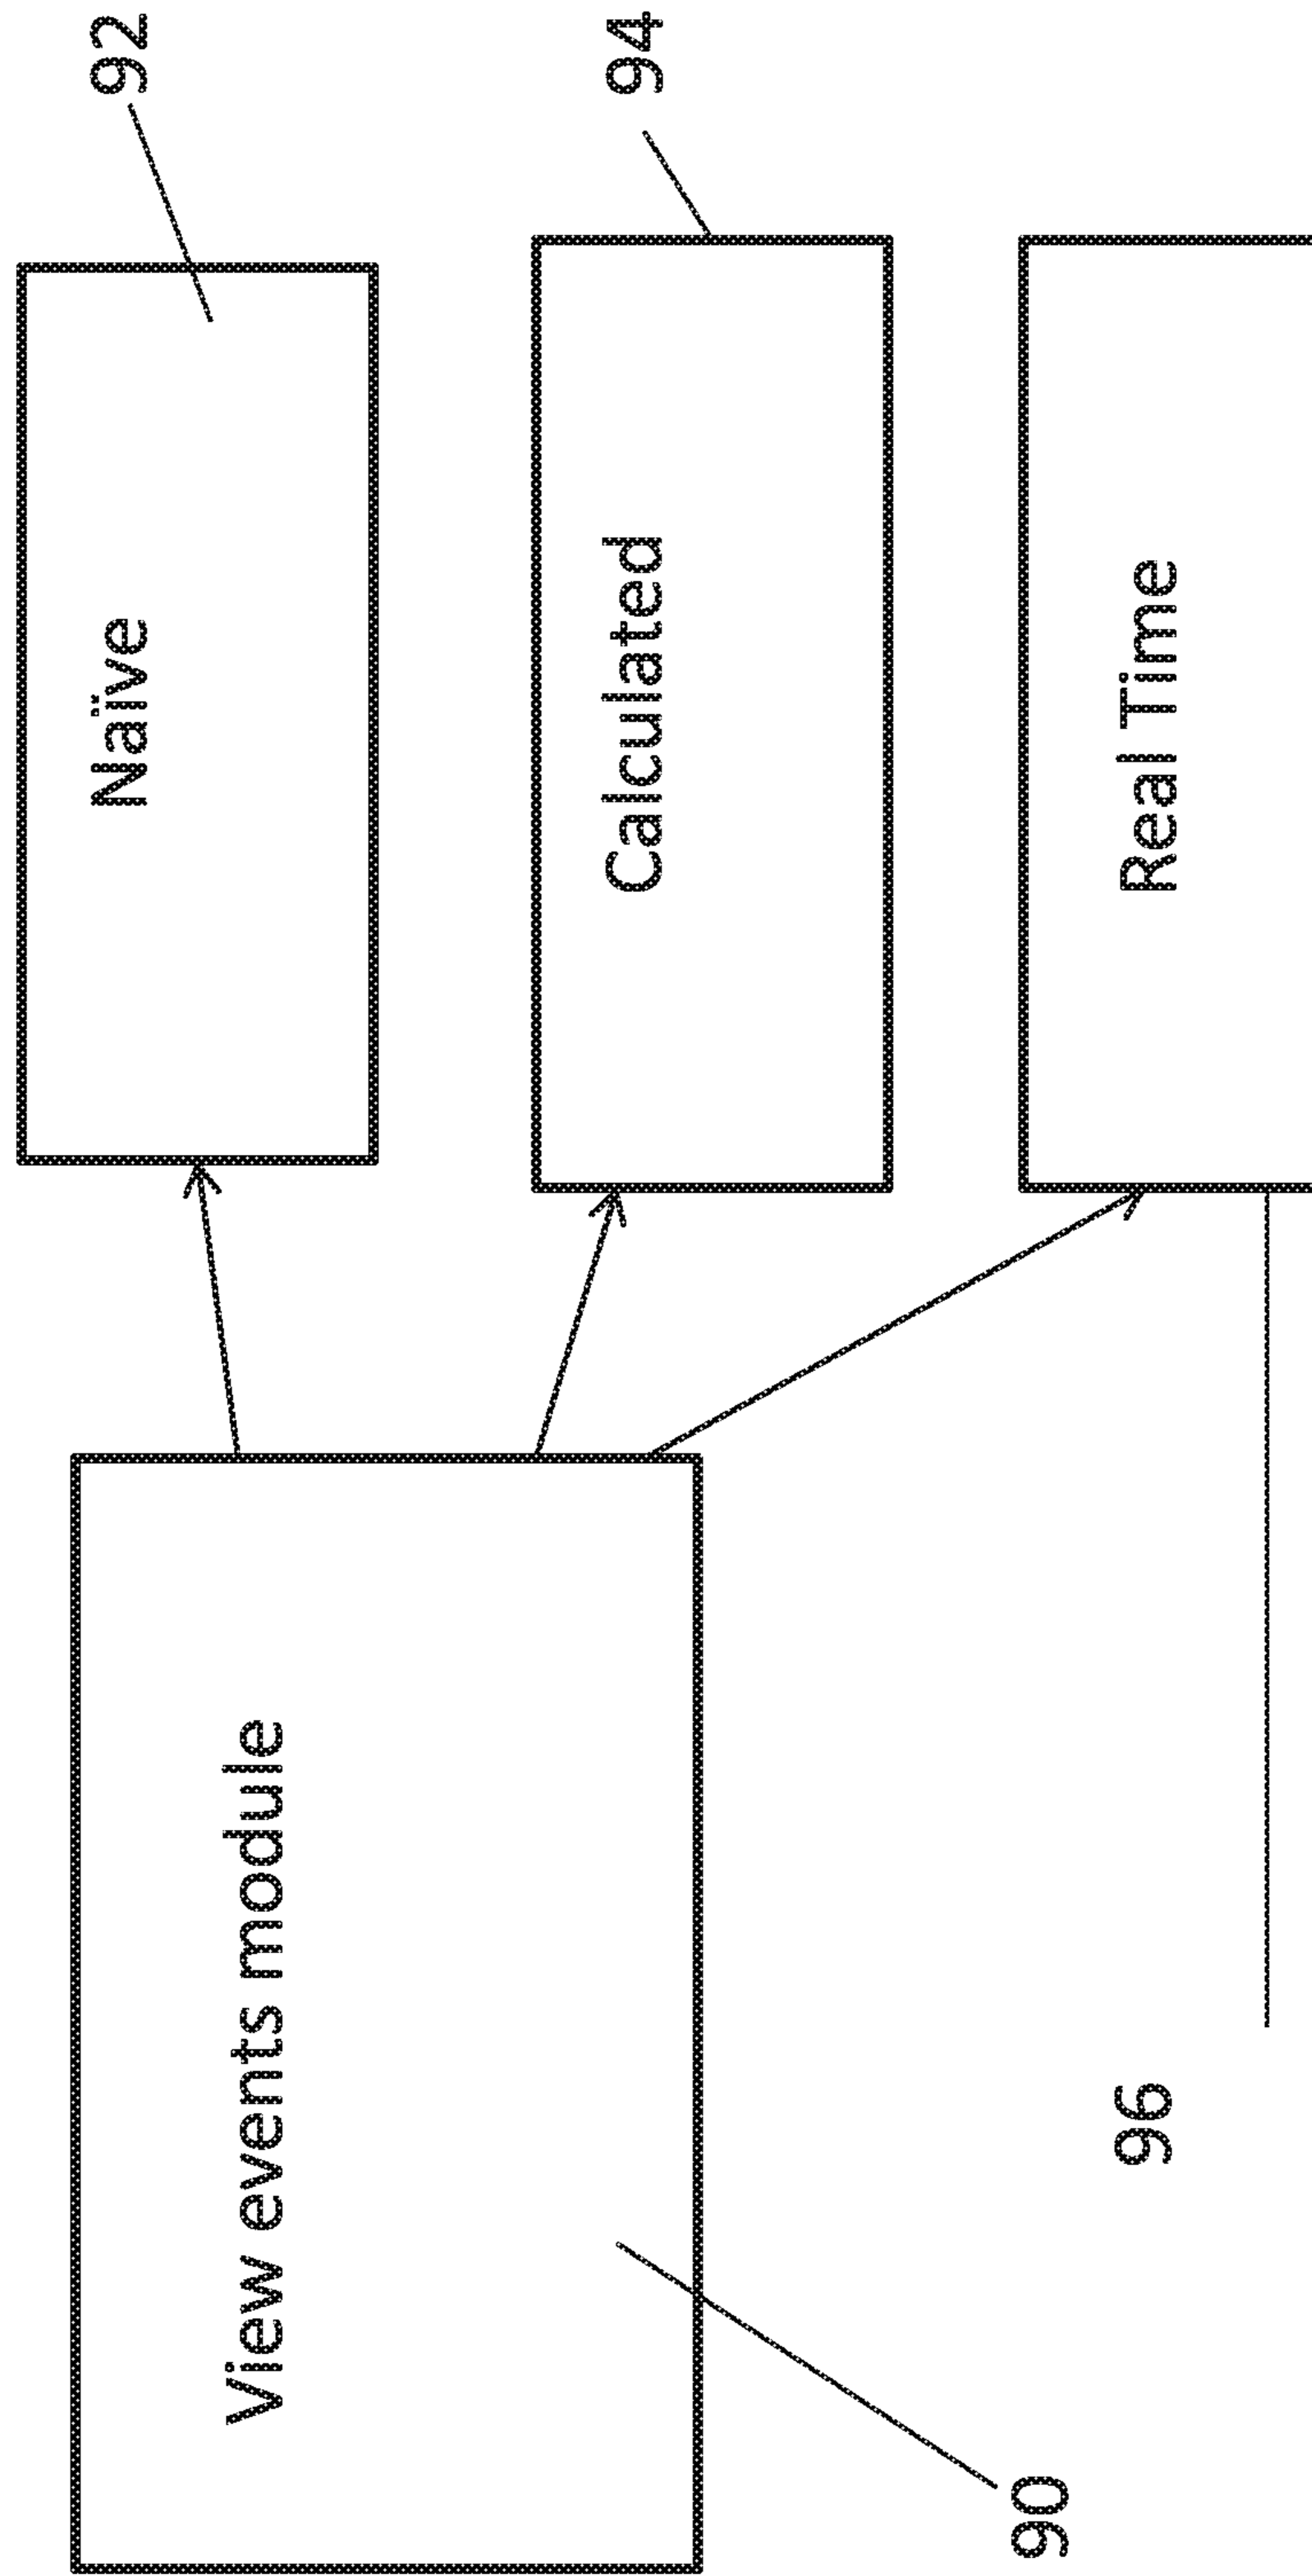 View events module
Naïve
Calculated
Real Time
90
92
94
96